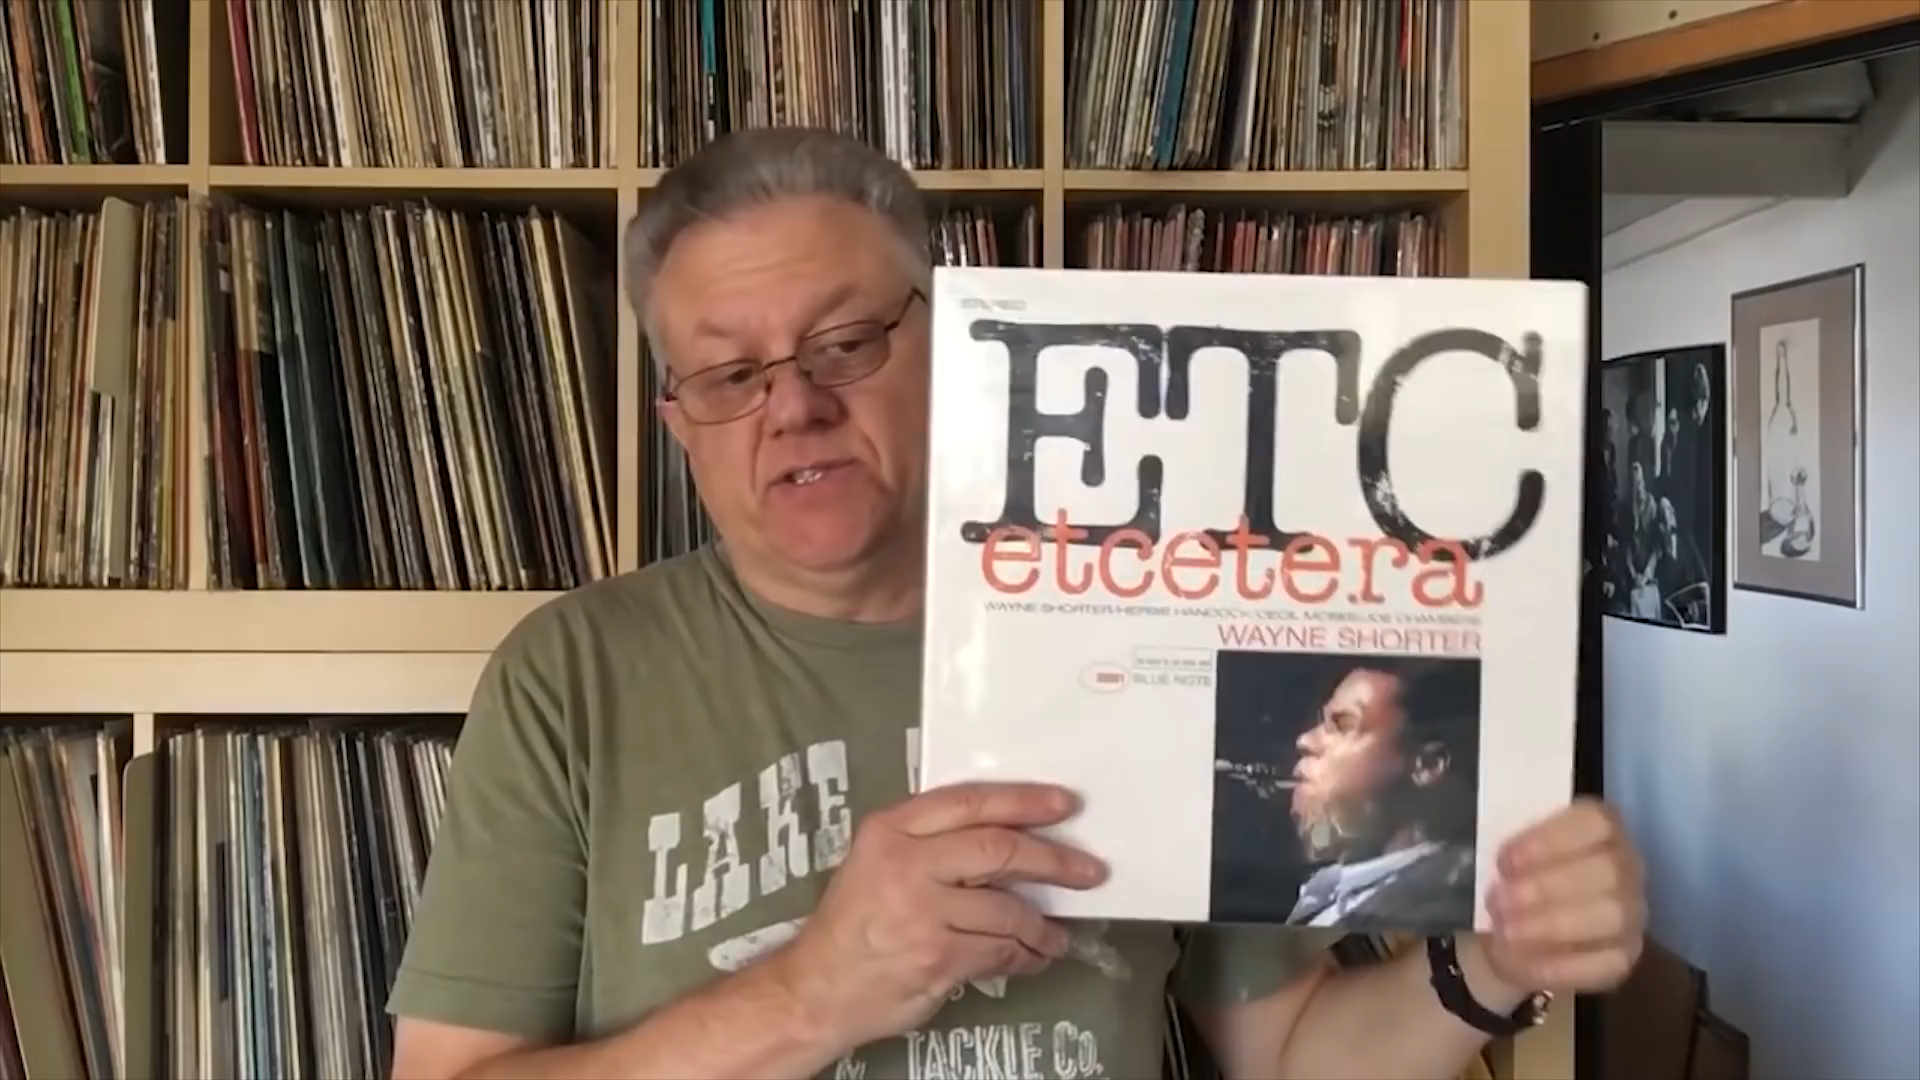 STEREO
ETC
etcetera
WAYNE SHORTER/HERBIE HANCOCK/CECIL MCBEE/JOE CHAMBERS
WAYNE SHORTER
BLUE NOTE
LAKE
TACKLE Co.